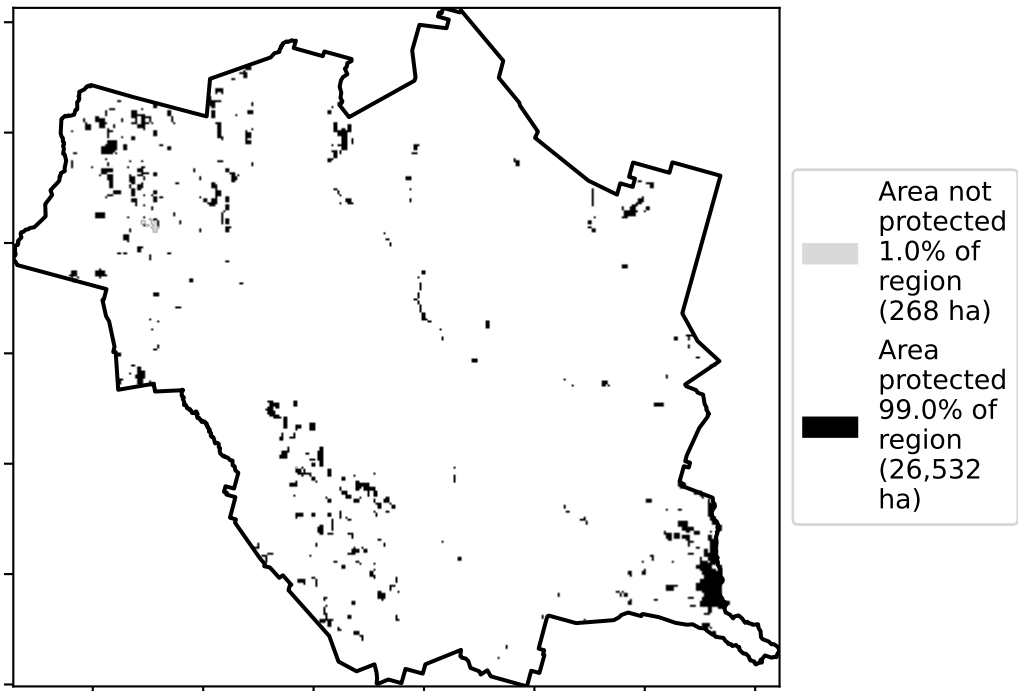 Area not
protected
1.0% of
region
(268 ha)
Area
protected
99.0% of
region
(26,532
ha)